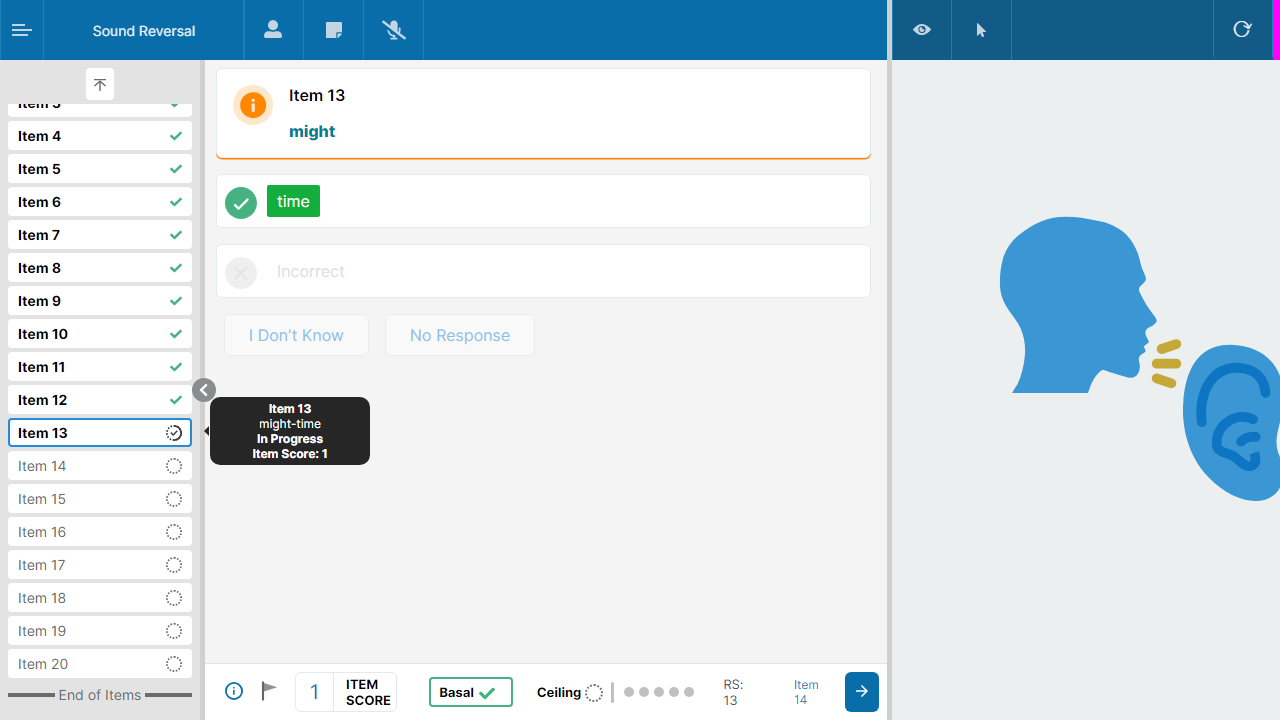 Sound Reversal
Item 3
Item 4
Item 5
Item 6
Item 7
Item 8
Item 9
Item 10
Item 11
Item 12
Item 13
Item 14
Item 15
Item 16
Item 17
Item 18
Item 19
Item 20
End of Items
Item 13
might
time
Incorrect
I Don't Know
No Response
Item 13
might-time
In Progress
Item Score: 1
1
ITEM
SCORE
Basal
Ceiling
RS:
13
Item
14